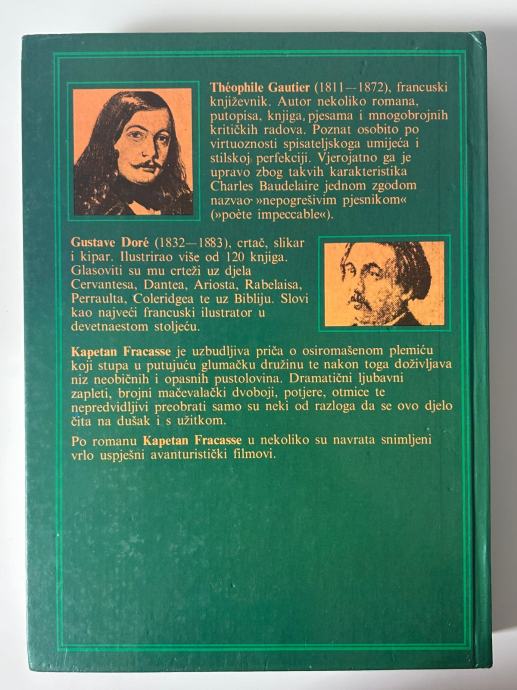 Théophile Gautier (1811—1872), francuski
književnik. Autor nekoliko romana,
putopisa, knjiga, pjesama i mnogobrojnih
kritičkih radova. Poznat osobito po
virtuoznosti spisateljskoga umijeća i
stilskoj perfekciji. Vjerojatno ga je
upravo zbog takvih karakteristika
Charles Baudelaire jednom zgodom
nazvao »nepogrešivim pjesnikom«
(»poète impeccable«).
Gustave Doré (1832—1883), crtač, slikar
i kipar. Ilustrirao više od 120 knjiga.
Glasoviti su mu crteži uz djela
Cervantesa, Dantea, Ariosta, Rabelaisa,
Perraulta, Coleridgea te uz Bibliju. Slovi
kao najveći francuski ilustrator u
devetnaestom stoljeću.
Kapetan Fracasse je uzbudljiva priča o osiromašenom plemiću
koji stupa u putujuću glumačku družinu te nakon toga doživljava
niz neobičnih i opasnih pustolovina. Dramatični ljubavni
zapleti, brojni mačevalački dvoboji, potjere, otmice te
nepredvidljivi preobrati samo su neki od razloga da se ovo djelo
čita na dušak i s užitkom.
Po romanu Kapetan Fracasse u nekoliko su navrata snimljeni
vrlo uspješni avanturistički filmovi.